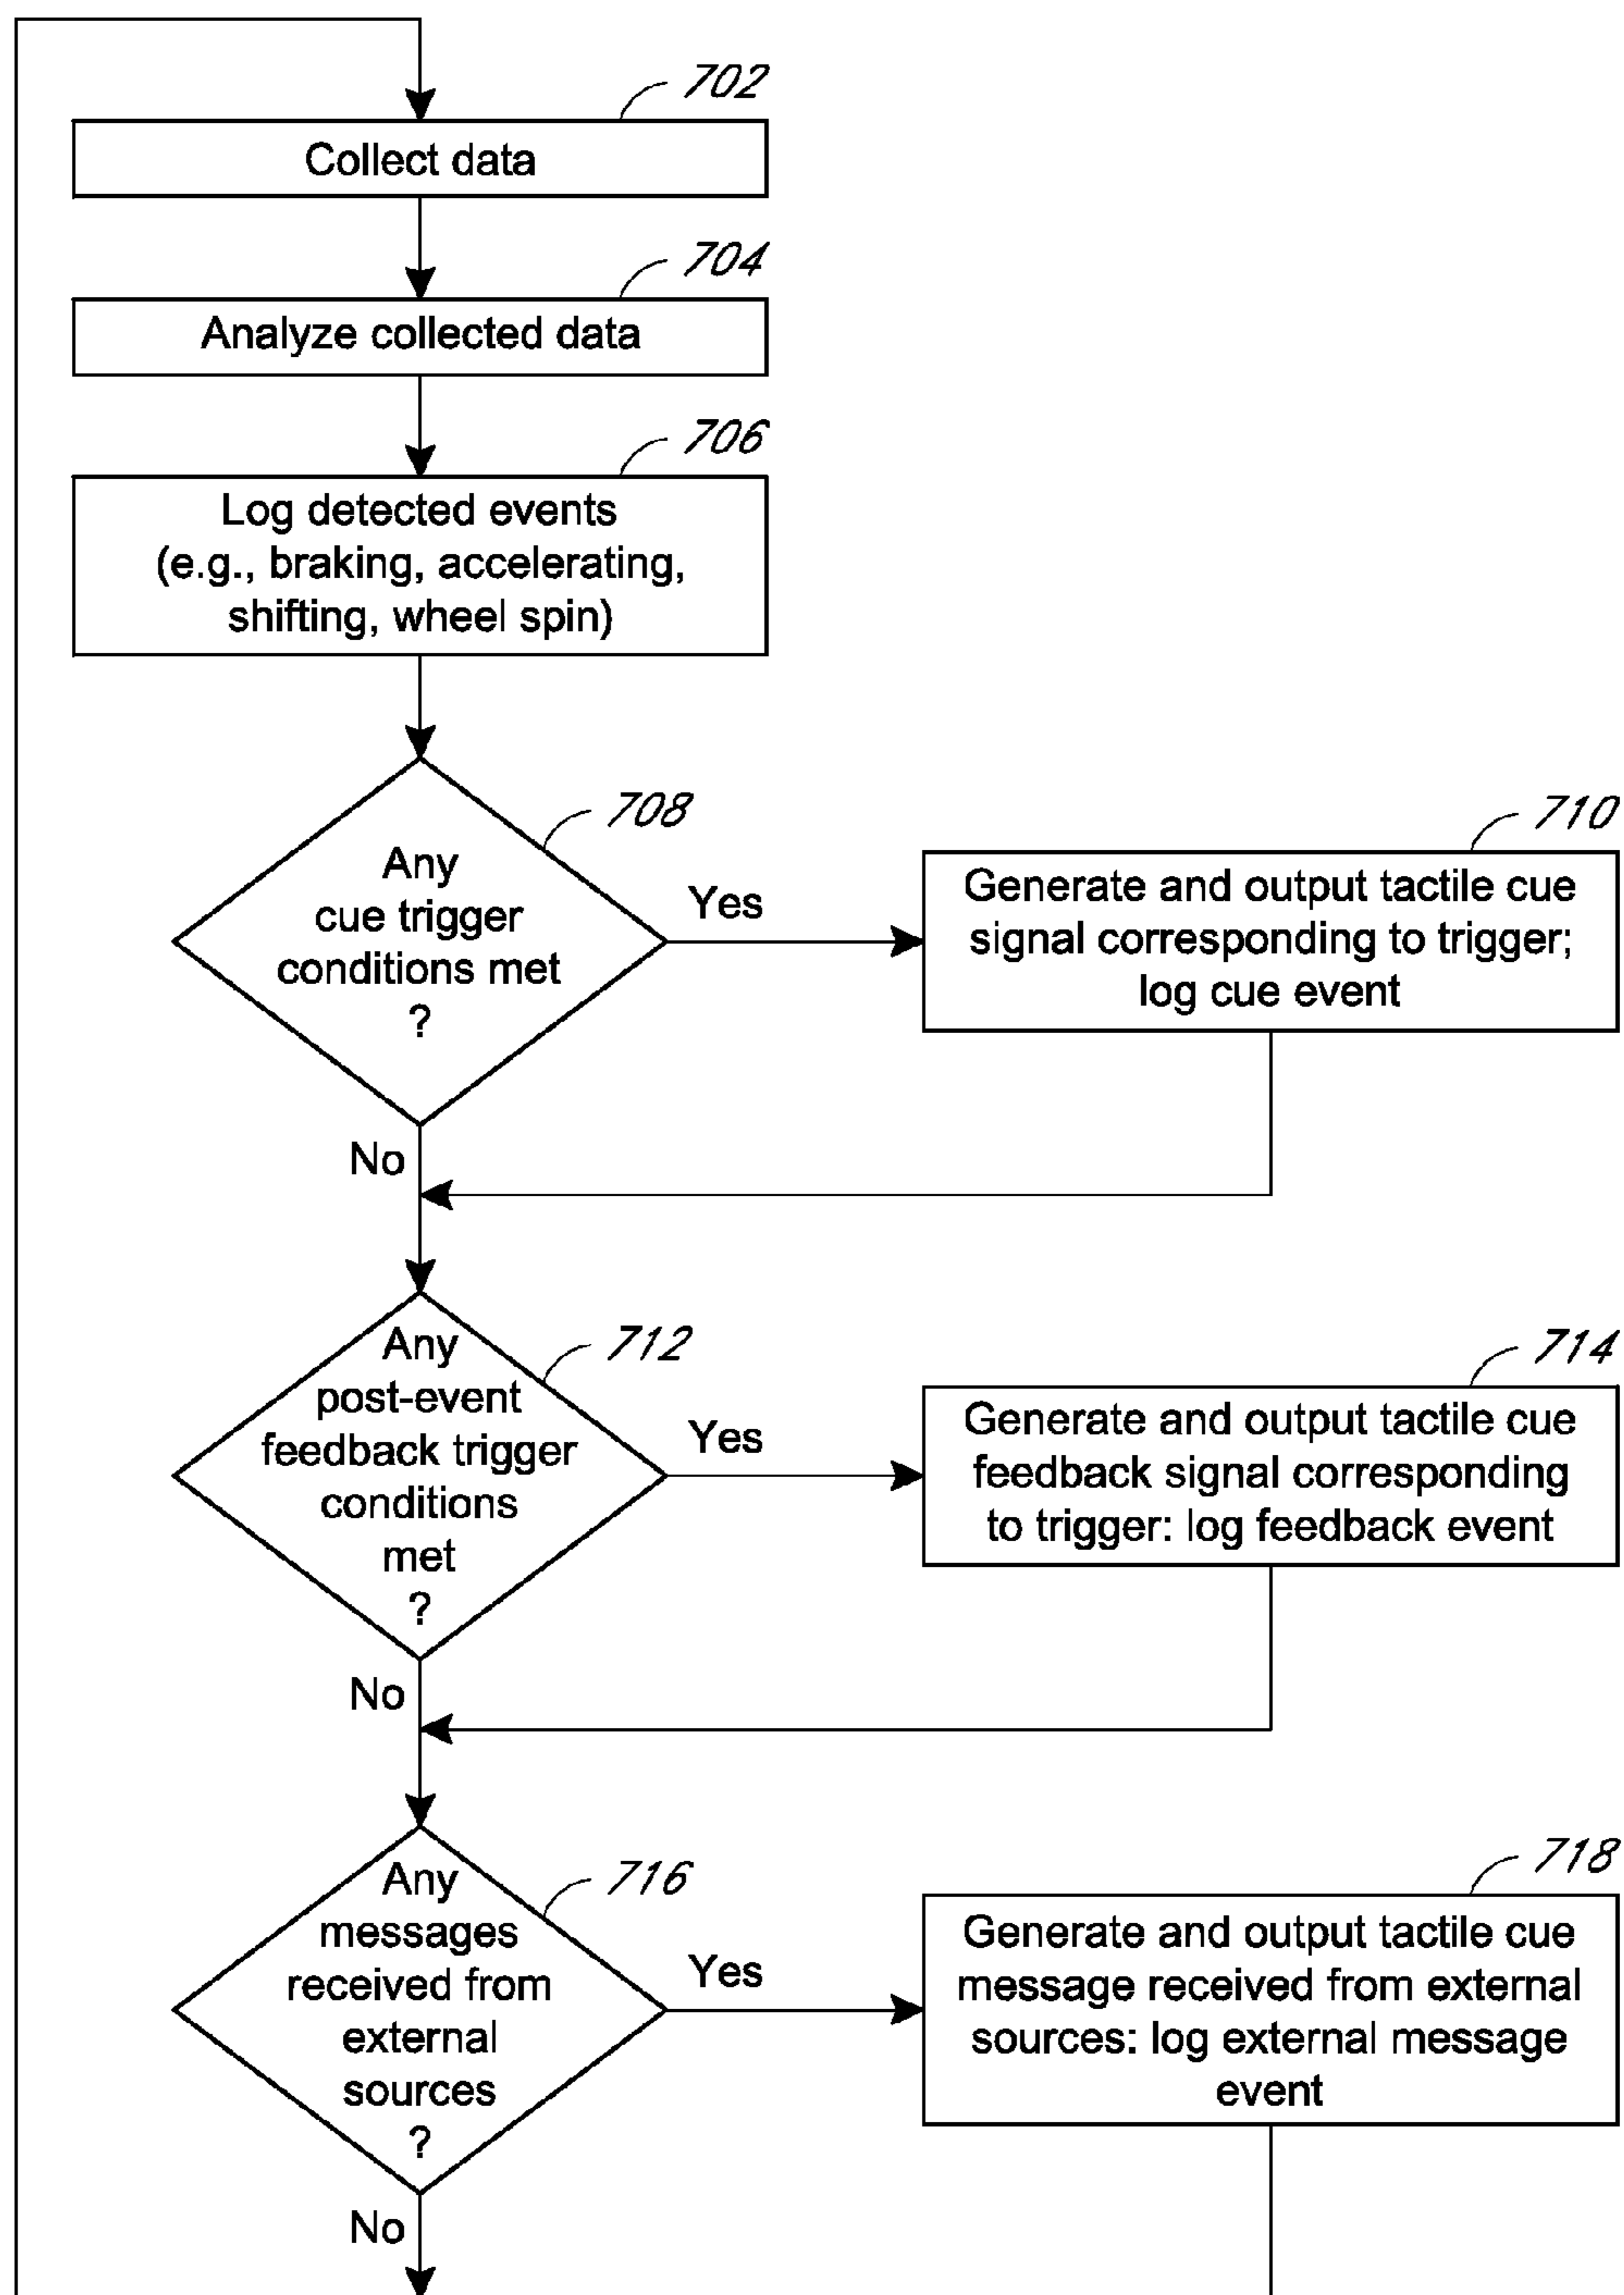 702
Collect data
704
Analyze collected data
706
Log detected events
(e.g., braking, accelerating,
shifting, wheel spin)
708
Any
cue trigger
conditions met
?
Yes
710
Generate and output tactile cue
signal corresponding to trigger;
log cue event
No
712
Any
post-event
feedback trigger
conditions
met
?
Yes
714
Generate and output tactile cue
feedback signal corresponding
to trigger: log feedback event
No
716
Any
messages
received from
external
sources
?
Yes
718
Generate and output tactile cue
message received from external
sources: log external message
event
No